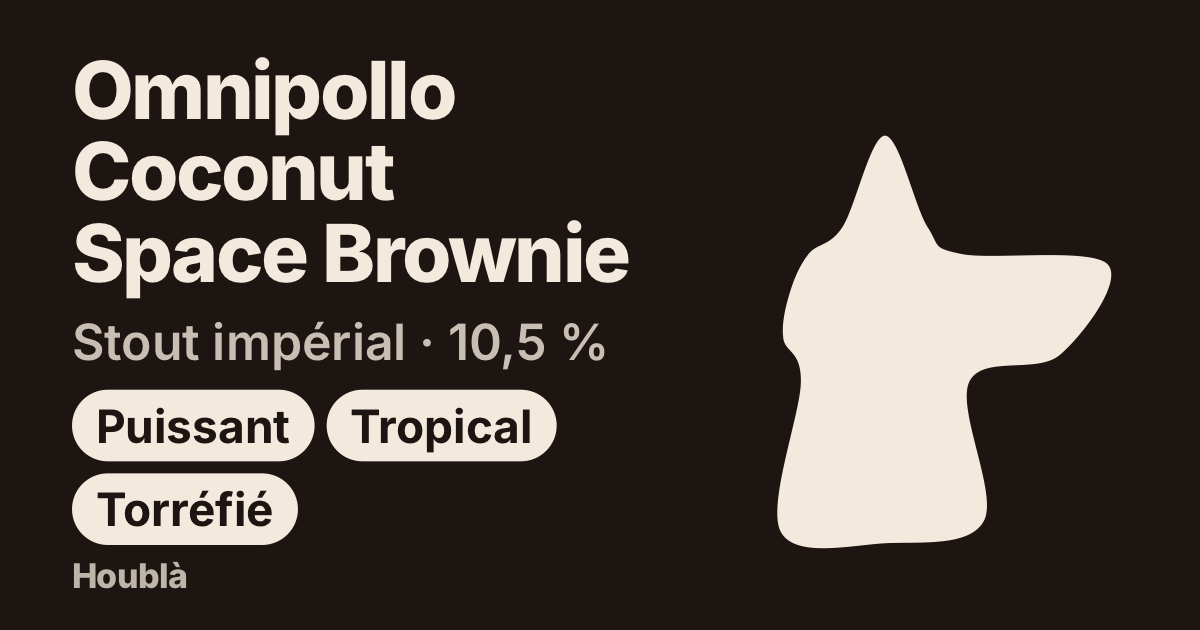 Omnipollo
Coconut
Space Brownie
Stout impérial · 10,5 %
Puissant Tropical
Torréfié
Houblà